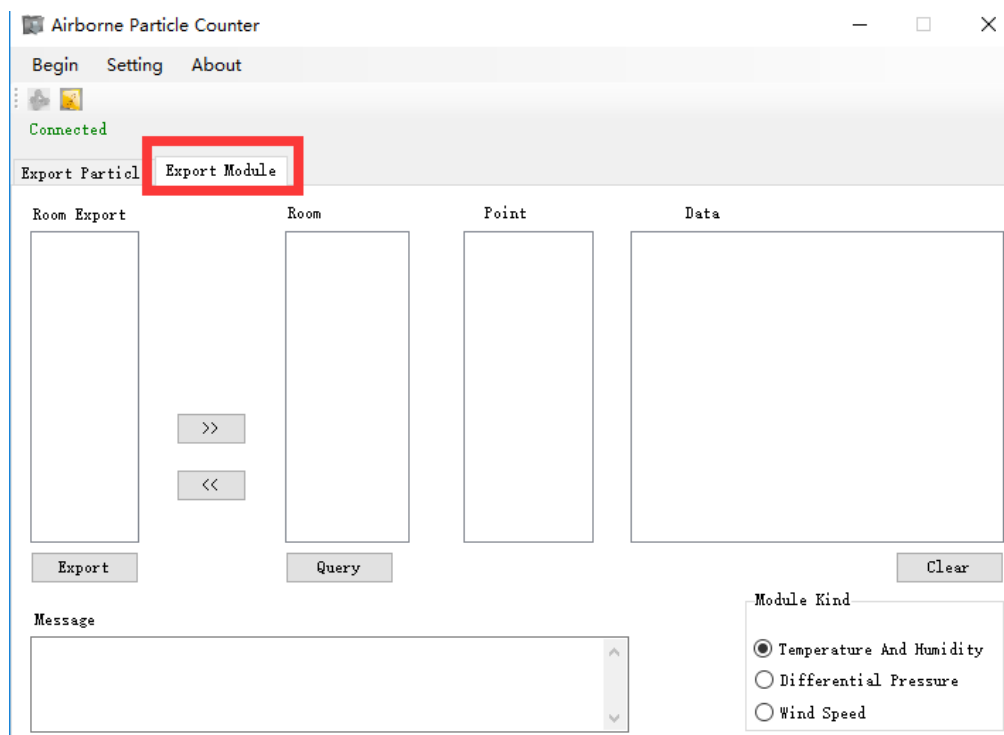 Airborne Particle Counter
Begin Setting About
Connected
Export Particl Export Module
Room Export Room Point Data
>>
<<
Export Query Clear
Module Kind
Message
Temperature And Humidity
Differential Pressure
Wind Speed